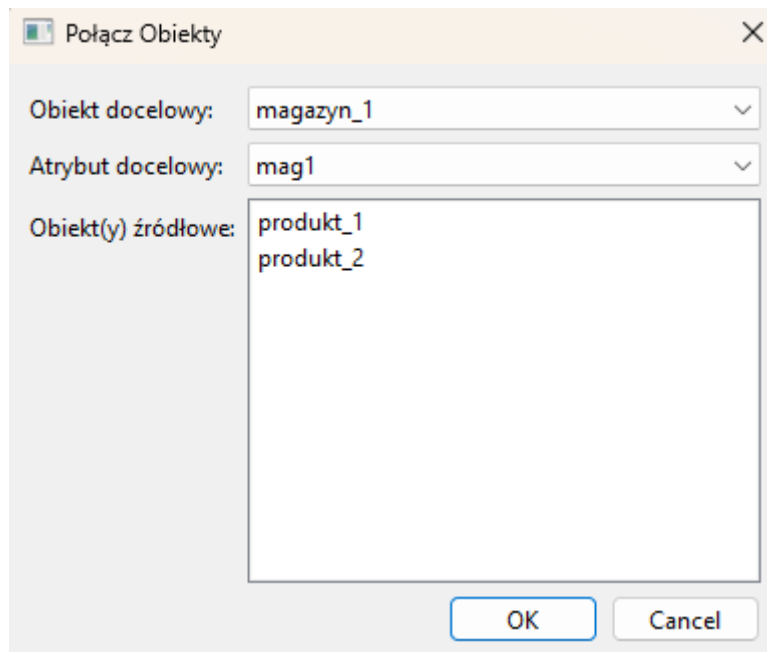 Połącz Obiekty
Obiekt docelowy: magazyn_1
Atrybut docelowy: mag1
Obiekt(y) źródłowe: produkt_1
produkt_2
OK Cancel